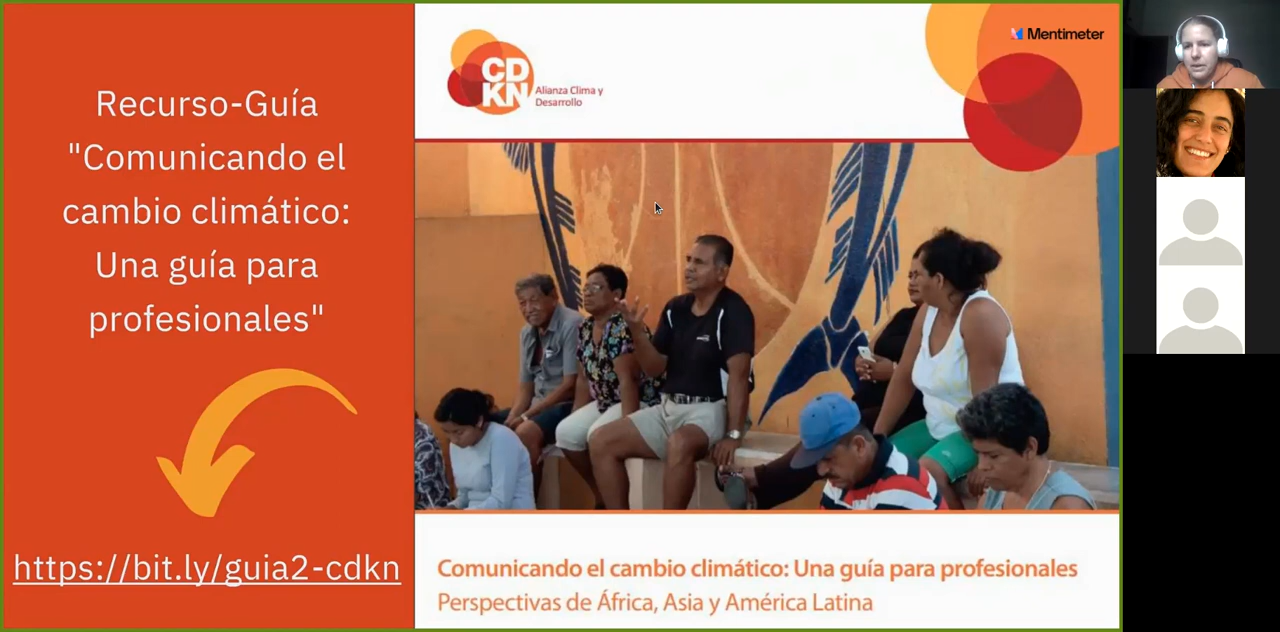 Recurso-Guía
"Comunicando el
cambio climático:
Una guía para
profesionales"
https://bit.ly/guia2-cdkn
CD
KN
Alianza Clima y
Desarrollo
Mentimeter
Comunicando el cambio climático: Una guía para profesionales
Perspectivas de África, Asia y América Latina